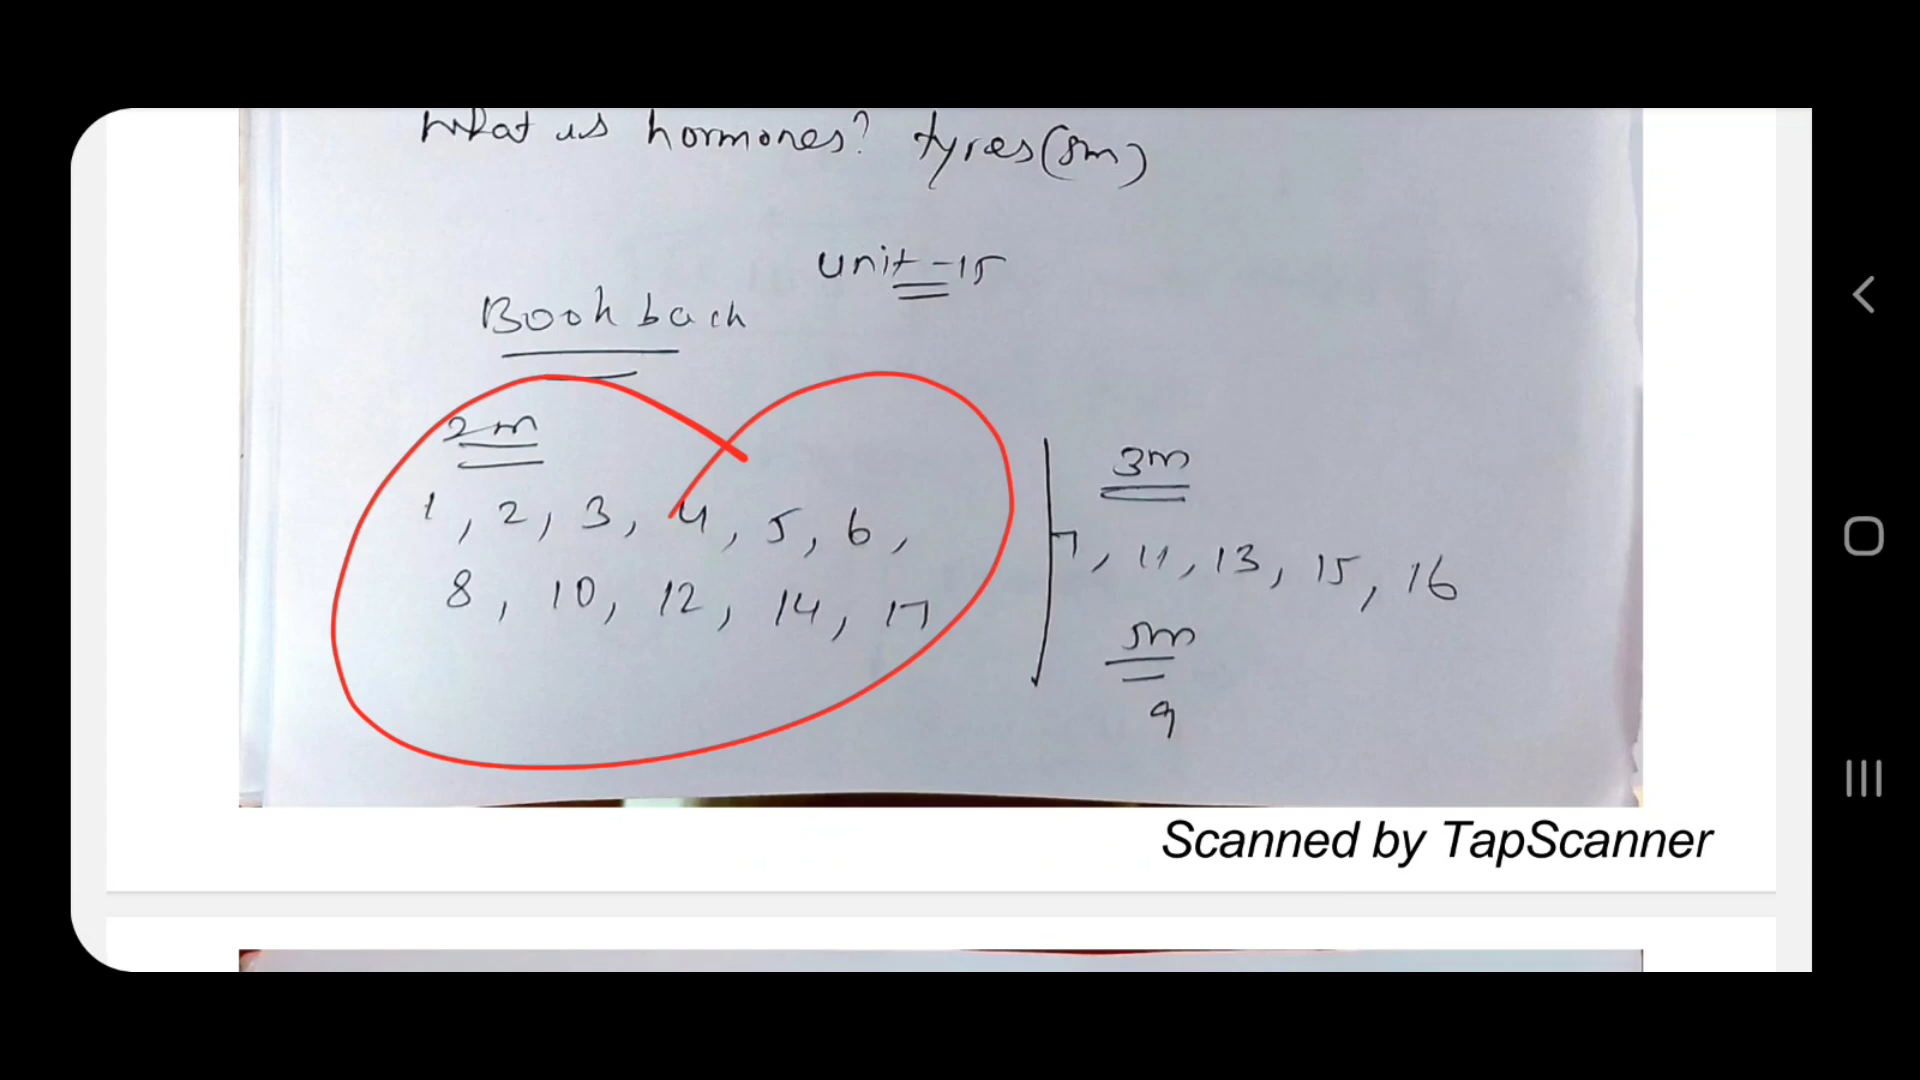 What is hormones? tyres(5m)
unit-15
Book back
2m
1, 2, 3, 4, 5, 6,
8, 10, 12, 14, 17
3m
7, 11, 13, 15, 16
5m
9
Scanned by TapScanner